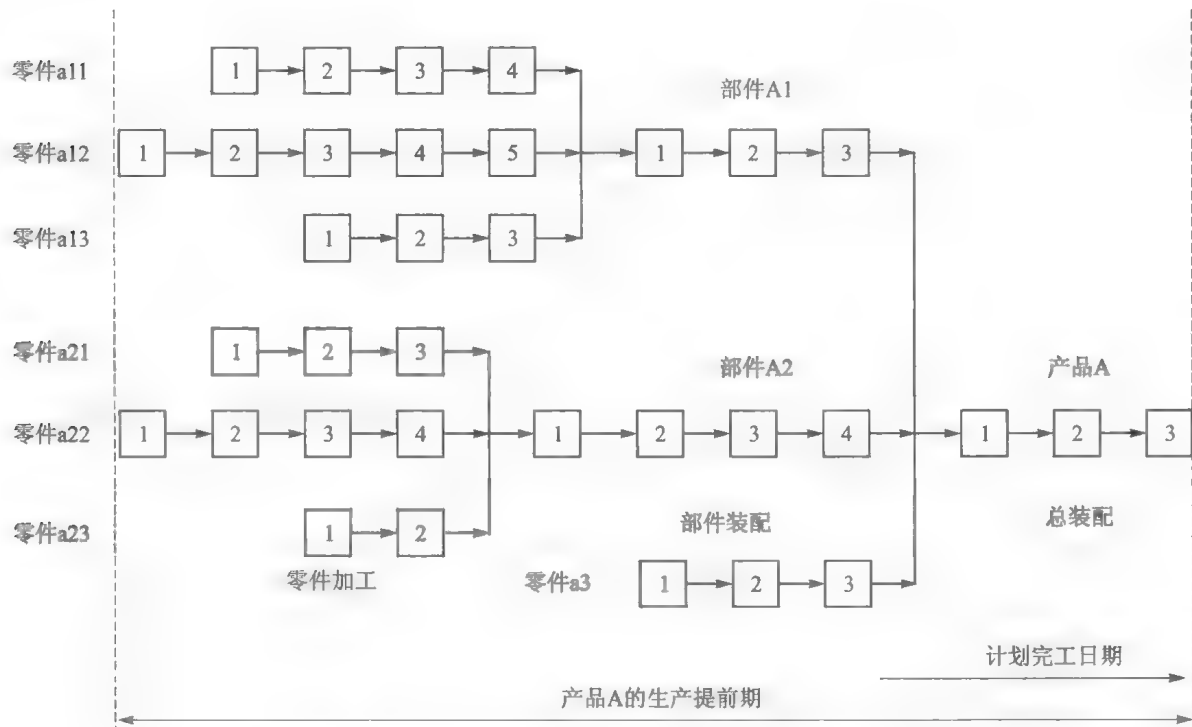 零件a11 1 2 3 4
部件A1
零件a12 1 2 3 4 5 1 2 3
零件a13 1 2 3
零件a21 1 2 3
部件A2 产品A
零件a22 1 2 3 4 1 2 3 4 1 2 3
零件a23 1 2
部件装配 总装配
零件加工 零件a3 1 2 3
计划完工日期
产品A的生产提前期